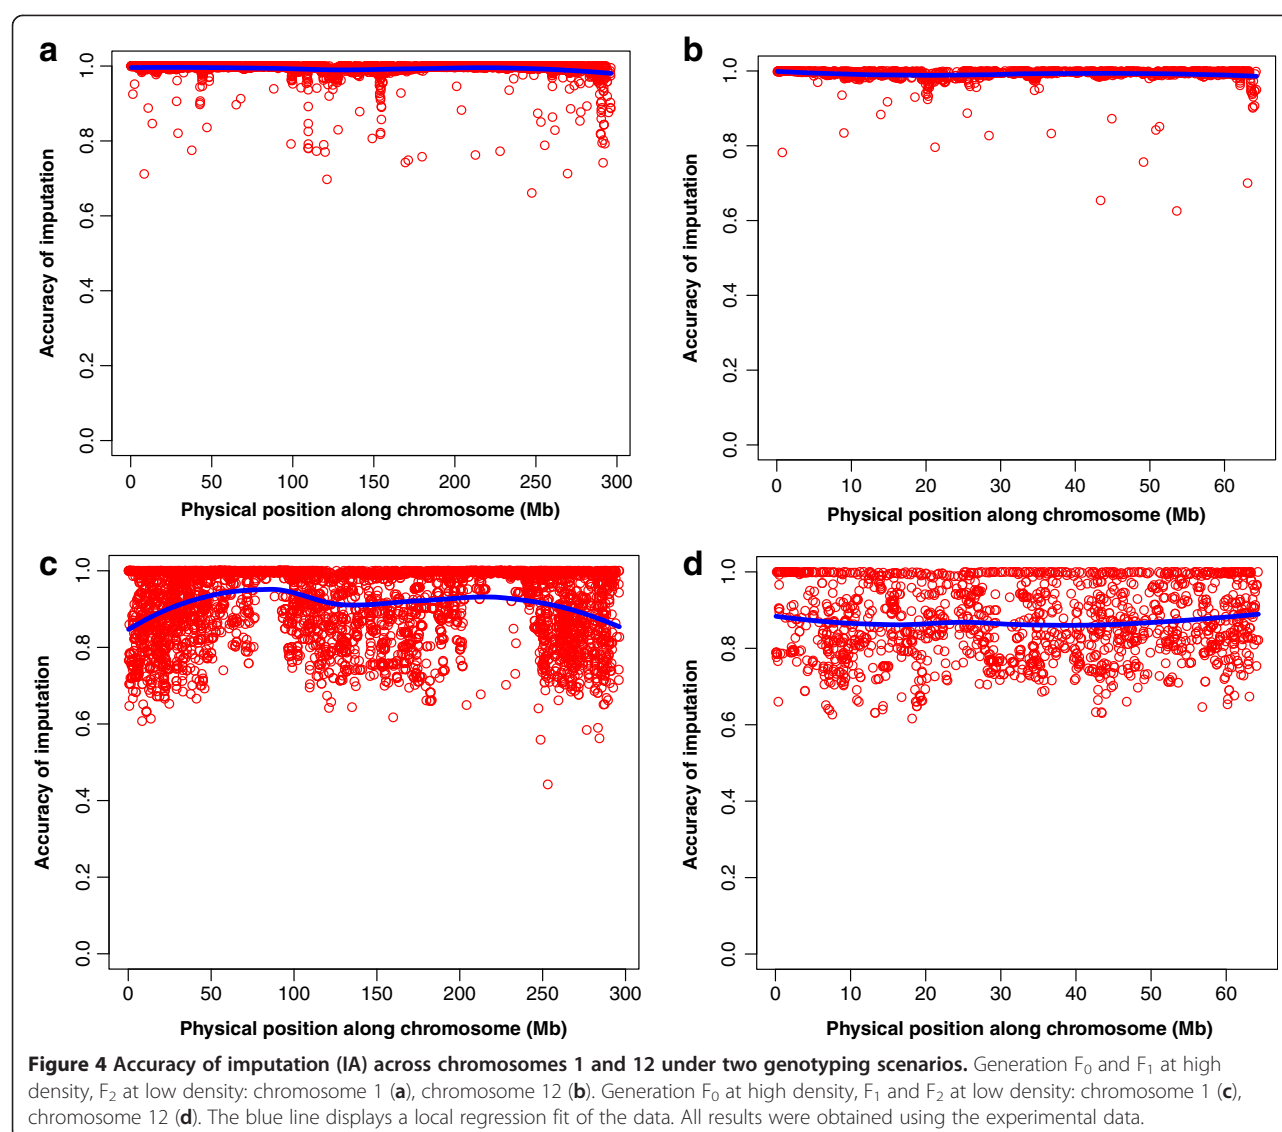 a
Accuracy of imputation
0.0 0.2 0.4 0.6 0.8 1.0
0 50 100 150 200 250 300
Physical position along chromosome (Mb)
b
Accuracy of imputation
0.0 0.2 0.4 0.6 0.8 1.0
0 10 20 30 40 50 60
Physical position along chromosome (Mb)
c
Accuracy of imputation
0.0 0.2 0.4 0.6 0.8 1.0
0 50 100 150 200 250 300
Physical position along chromosome (Mb)
d
Accuracy of imputation
0.0 0.2 0.4 0.6 0.8 1.0
0 10 20 30 40 50 60
Physical position along chromosome (Mb)
Figure 4 Accuracy of imputation (IA) across chromosomes 1 and 12 under two genotyping scenarios. Generation F₀ and F₁ at high
density, F₂ at low density: chromosome 1 (a), chromosome 12 (b). Generation F₀ at high density, F₁ and F₂ at low density: chromosome 1 (c),
chromosome 12 (d). The blue line displays a local regression fit of the data. All results were obtained using the experimental data.